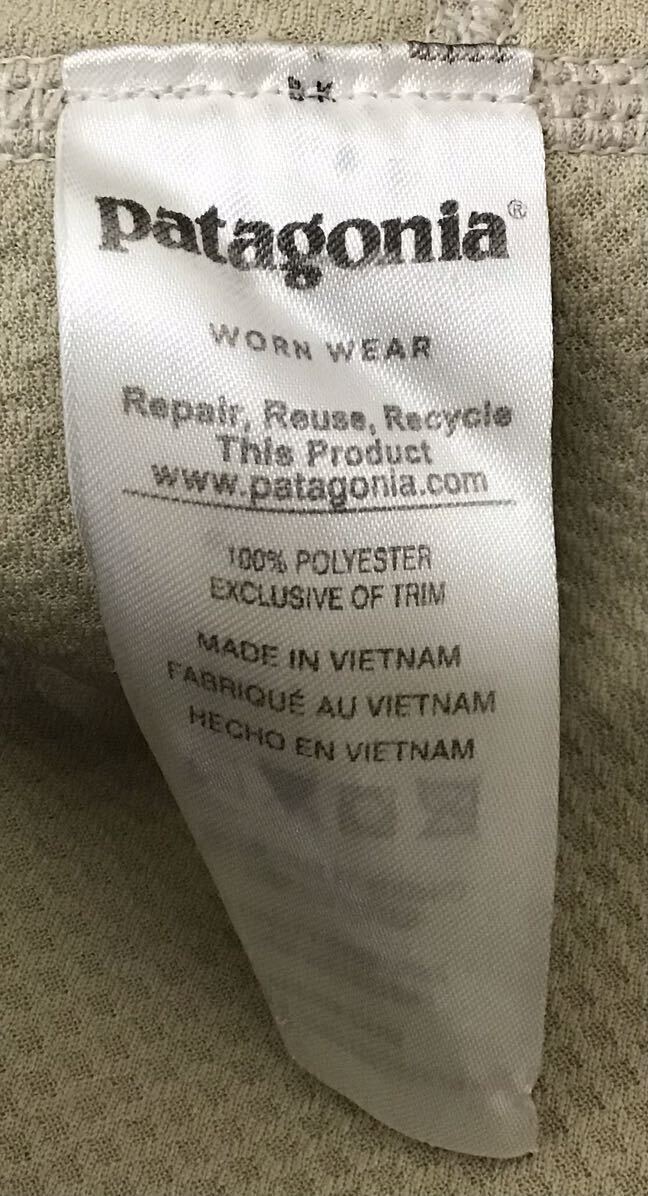 patagonia®
WORN WEAR
Repair, Reuse, Recycle
This Product
www.patagonia.com
100% POLYESTER
EXCLUSIVE OF TRIM
MADE IN VIETNAM
FABRIQUÉ AU VIETNAM
HECHO EN VIETNAM